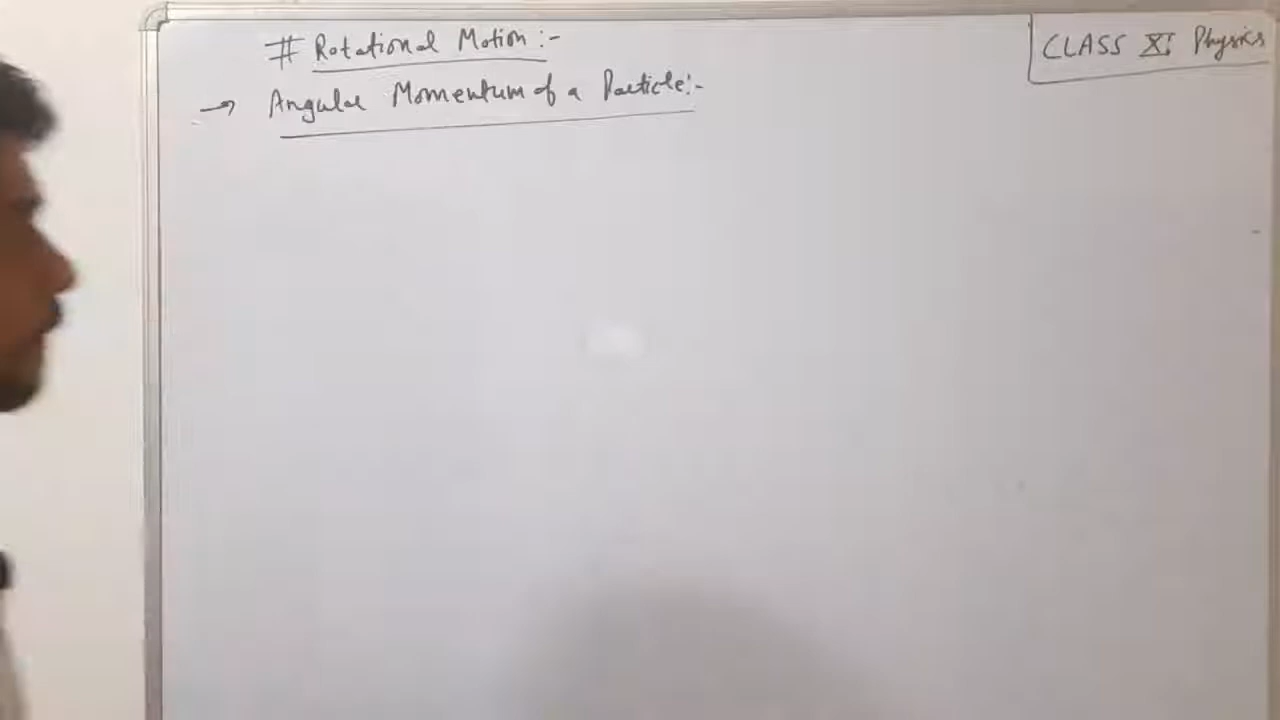 # Rotational Motion :-
CLASS XI Physics
→ Angular Momentum of a Particle:-